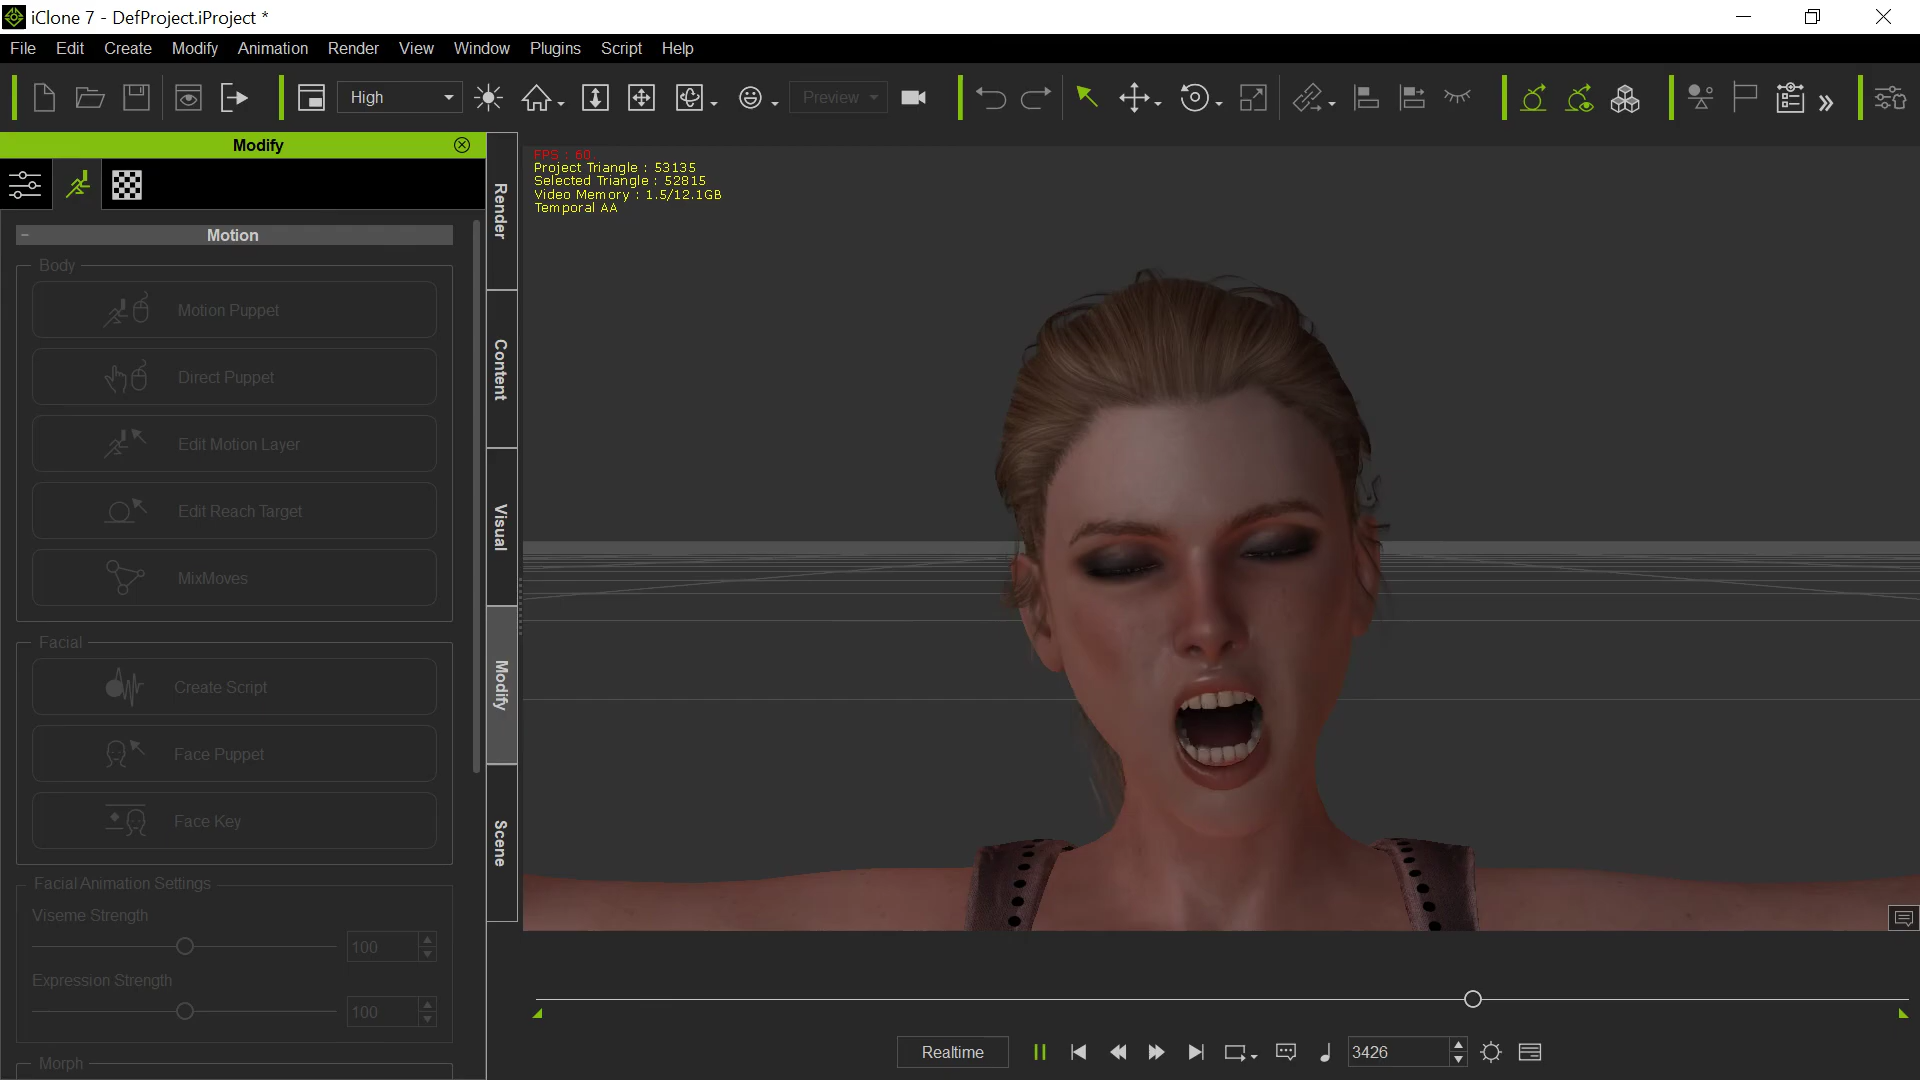 iClone 7 - DefProject.iProject *
File Edit Create Modify Animation Render View Window Plugins Script Help
High
Preview
Modify
Motion
Body
Motion Puppet
Direct Puppet
Edit Motion Layer
Edit Reach Target
MixMoves
Facial
Create Script
Face Puppet
Face Key
Facial Animation Settings
Viseme Strength
100
Expression Strength
100
Morph
Render
Content
Visual
Modify
Scene
FPS : 60
Project Triangle : 53135
Selected Triangle : 52815
Video Memory : 1.5/12.1GB
Temporal AA
Realtime
3426